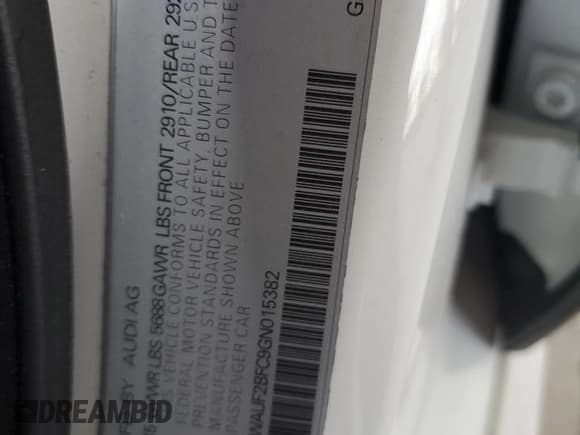 AUDI AG
GVWR LBS 5688 GAWR LBS FRONT 2910/REAR
VEHICLE CONFORMS TO ALL APPLICABLE U.S
FEDERAL MOTOR VEHICLE SAFETY, BUMPER AND
PREVENTION STANDARDS IN EFFECT ON THE DATE
MANUFACTURE SHOWN ABOVE
PASSENGER CAR
WAUF2BFC9GN015382
G
DREAMBID